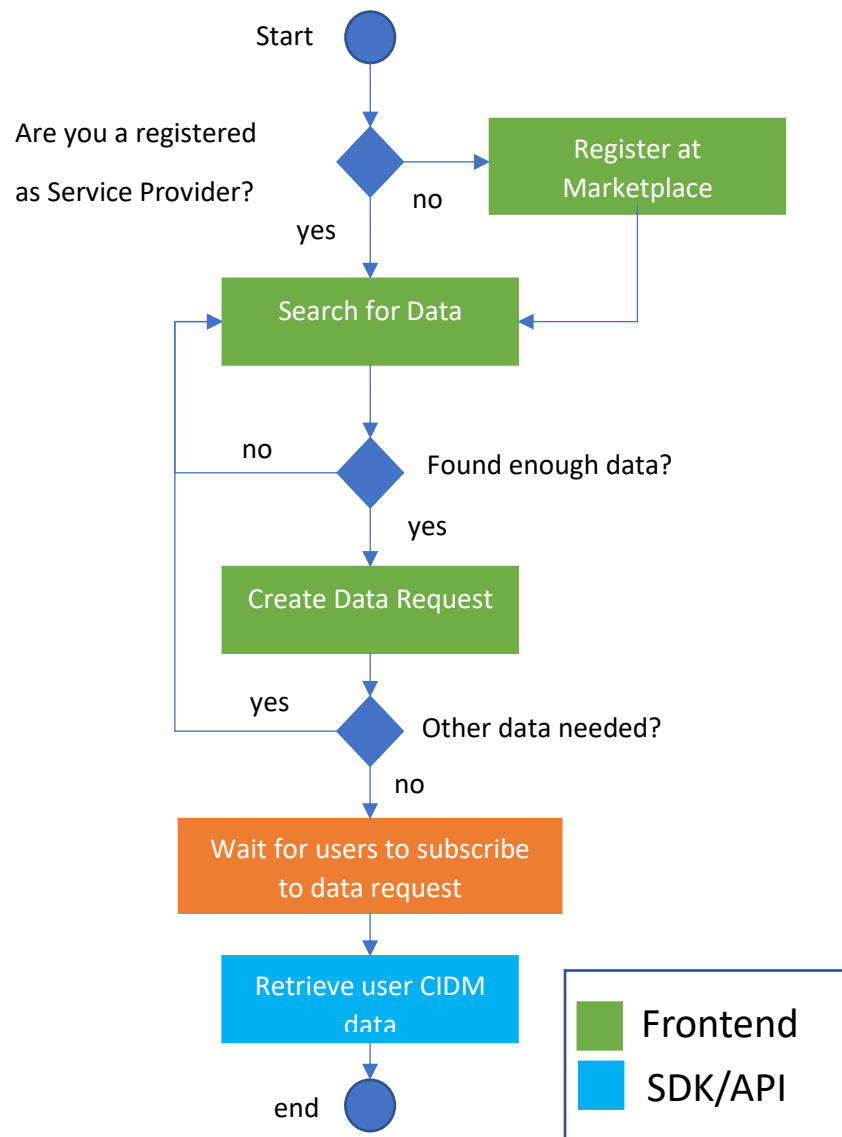 Start
Are you a registered
as Service Provider?
Register at
Marketplace
no
yes
Search for Data
no
Found enough data?
yes
Create Data Request
yes
Other data needed?
no
Wait for users to subscribe
to data request
Retrieve user CIDM
data
Frontend
SDK/API
end